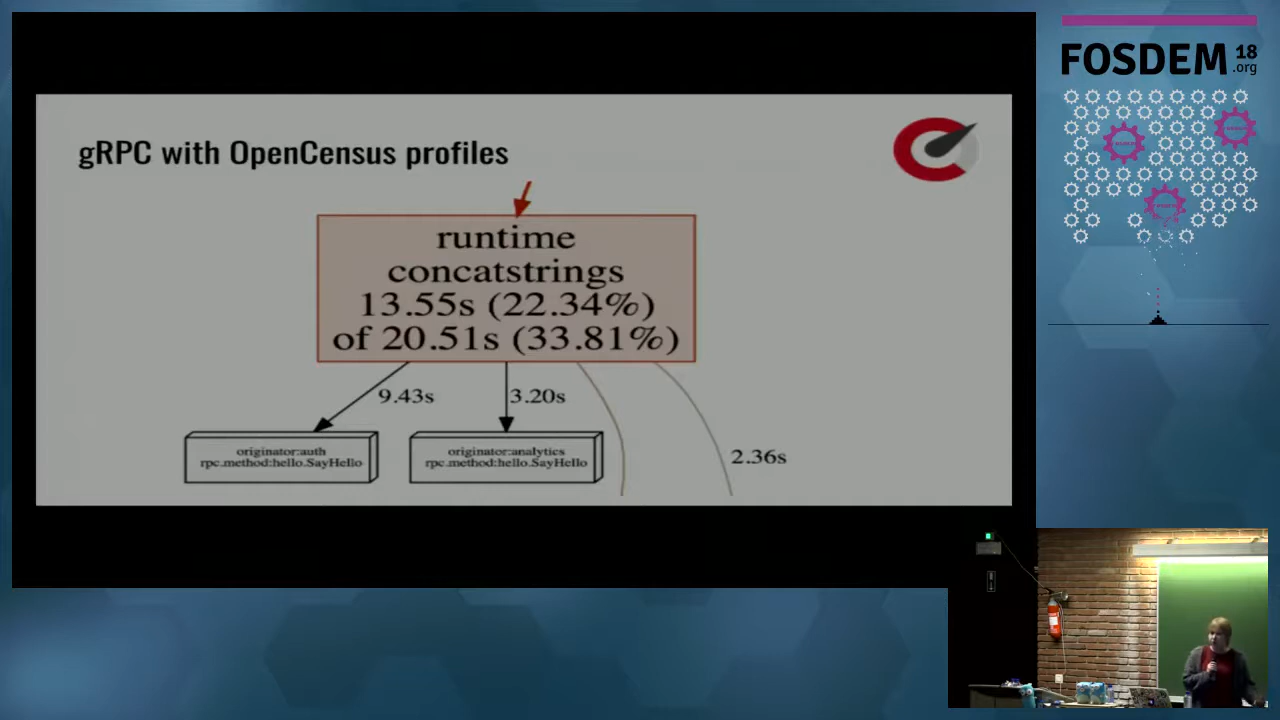 gRPC with OpenCensus profiles
runtime
concatstrings
13.55s (22.34%)
of 20.51s (33.81%)
9.43s
3.20s
originator:auth
rpc.method:hello.SayHello
originator:analytics
rpc.method:hello.SayHello
2.36s
FOSDEM 18
.org